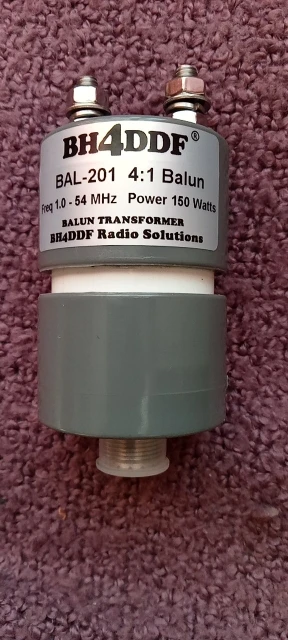 BH4DDF®
BAL-201 4:1 Balun
Freq 1.0 - 54 MHz Power 150 Watts
BALUN TRANSFORMER
BH4DDF Radio Solutions